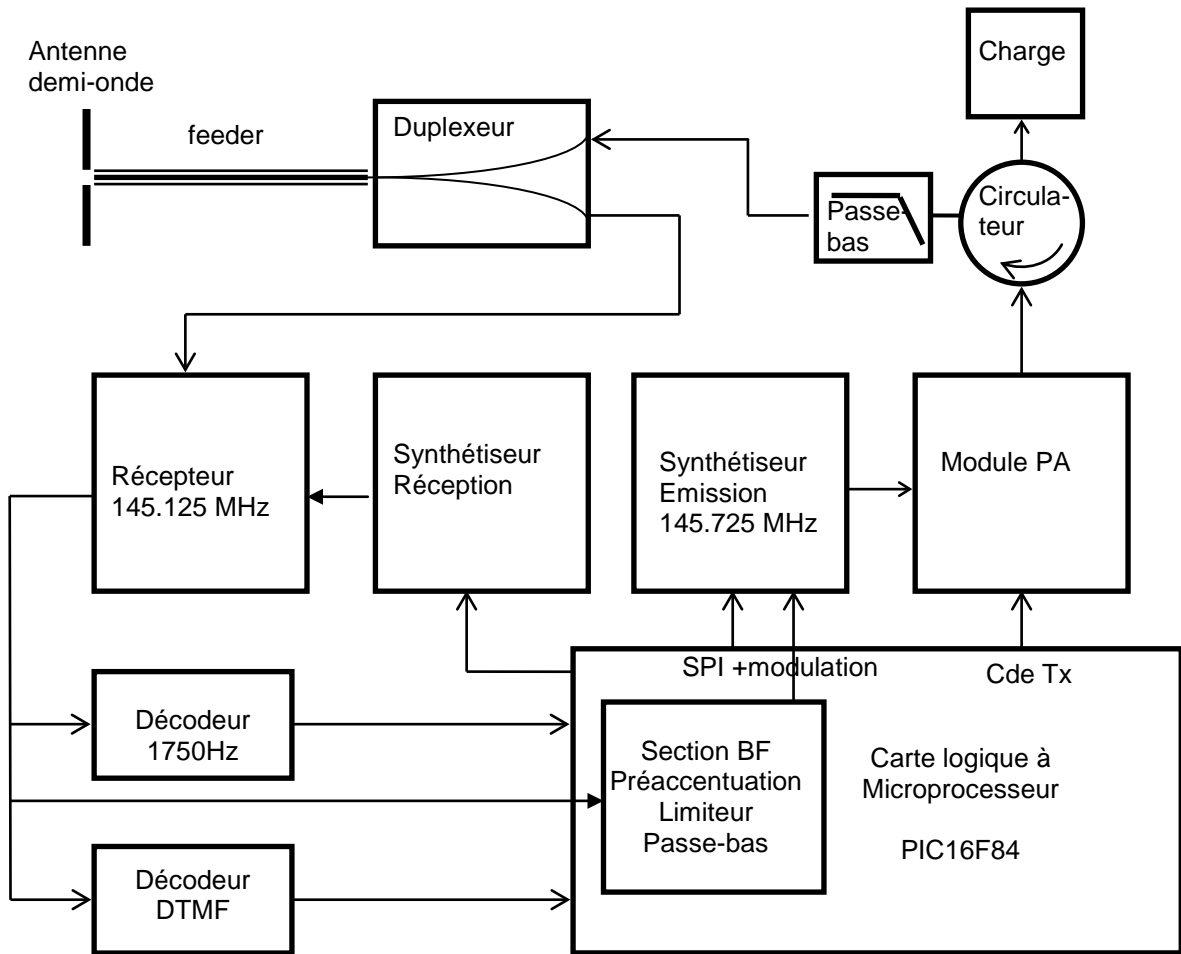 Antenne
demi-onde
feeder
Duplexeur
Charge
Passe-
bas
Circula-
teur
Récepteur
145.125 MHz
Synthétiseur
Réception
Synthétiseur
Emission
145.725 MHz
Module PA
SPI +modulation
Cde Tx
Décodeur
1750Hz
Section BF
Préaccentuation
Limiteur
Passe-bas
Carte logique à
Microprocesseur
PIC16F84
Décodeur
DTMF